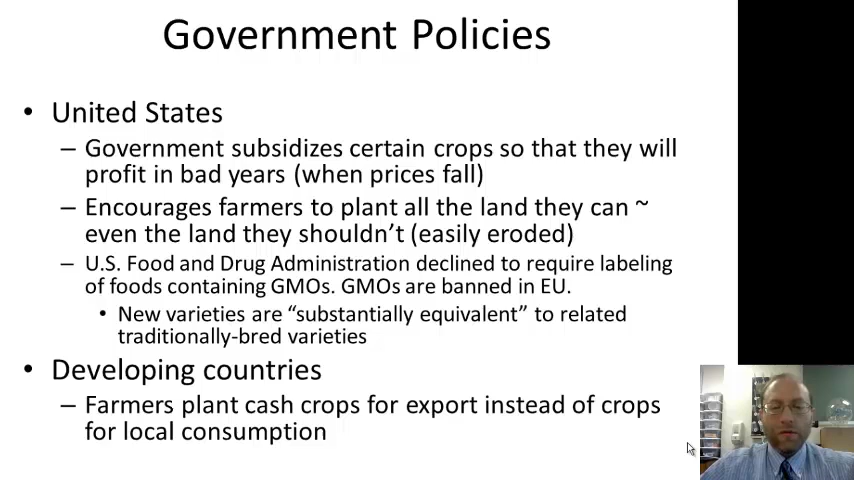 Government Policies
• United States
– Government subsidizes certain crops so that they will
profit in bad years (when prices fall)
– Encourages farmers to plant all the land they can ~
even the land they shouldn’t (easily eroded)
– U.S. Food and Drug Administration declined to require labeling
of foods containing GMOs. GMOs are banned in EU.
• New varieties are “substantially equivalent” to related
traditionally-bred varieties
• Developing countries
– Farmers plant cash crops for export instead of crops
for local consumption